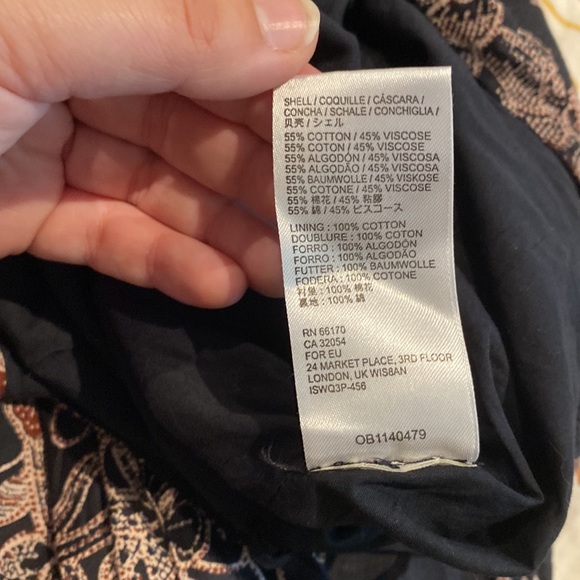 SHELL / COQUILLE / CÁSCARA /
CONCHA / SCHALE / CONCHIGLIA /
贝壳 / シェル
55% COTTON / 45% VISCOSE
55% COTON / 45% VISCOSE
55% ALGODÓN / 45% VISCOSA
55% ALGODÃO / 45% VISCOSA
55% BAUMWOLLE / 45% VISKOSE
55% COTONE / 45% VISCOSA
55% 棉花 / 45% 粘膠
55% 綿 / 45% ビスコース
LINING : 100% COTTON
DOUBLURE : 100% COTON
FORRO : 100% ALGODÓN
FORRO : 100% ALGODÃO
FUTTER : 100% BAUMWOLLE
FODERA : 100% COTONE
衬里 : 100% 棉花
裏地 : 100% 綿
RN 66170
CA 32054
FOR EU
24 MARKET PLACE, 3RD FLOOR
LONDON, UK WIS8AN
ISWQ3P-456
OB1140479